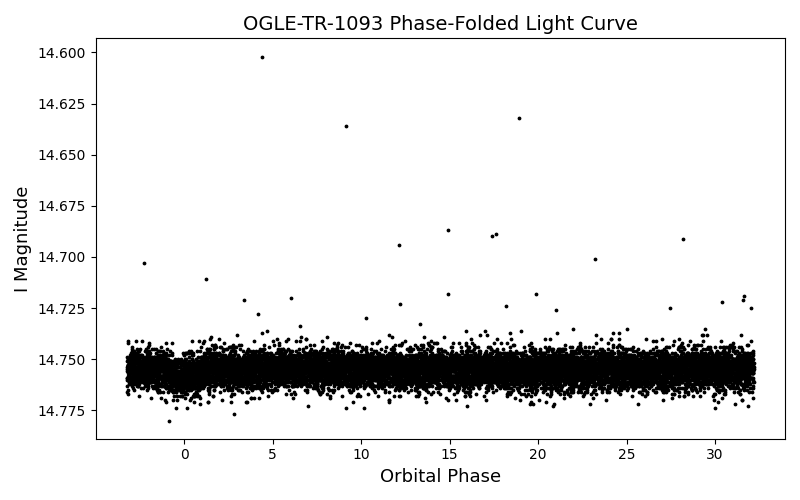 OGLE-TR-1093 Phase-Folded Light Curve
14.600
14.625
14.650
14.675
14.700
14.725
14.750
14.775
I Magnitude
0 5 10 15 20 25 30
Orbital Phase